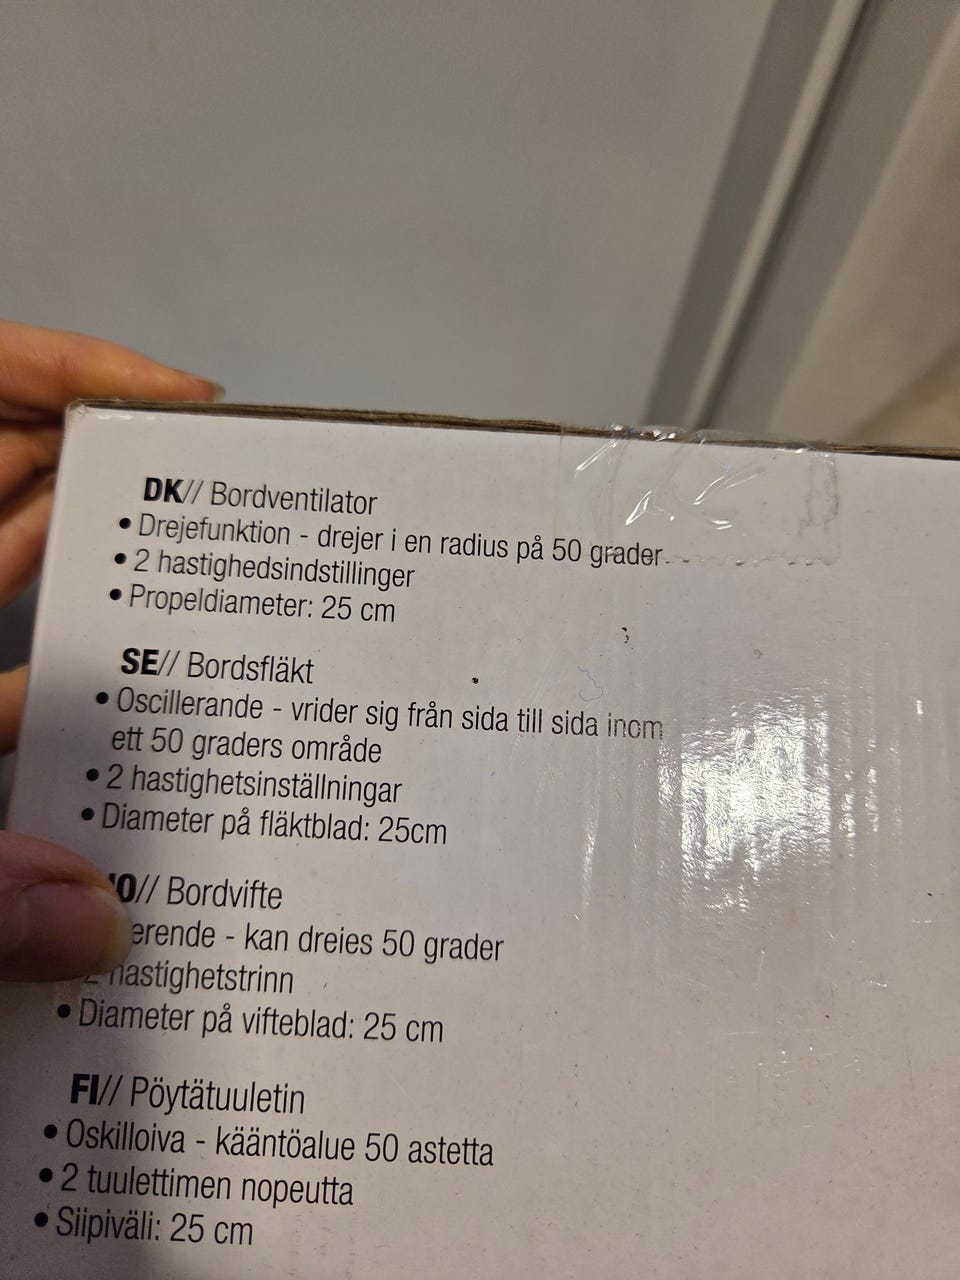 DK// Bordventilator
• Drejefunktion - drejer i en radius på 50 grader
• 2 hastighedsindstillinger
• Propeldiameter: 25 cm
SE// Bordsfläkt
• Oscillerande - vrider sig från sida till sida inom
ett 50 graders område
• 2 hastighetsinställningar
• Diameter på fläktblad: 25cm
// Bordvifte
- kan dreies 50 grader
2 hastighetstrinn
• Diameter på vifteblad: 25 cm
FI// Pöytätuuletin
• Oskilloiva - kääntöalue 50 astetta
• 2 tuulettimen nopeutta
• Siipiväli: 25 cm